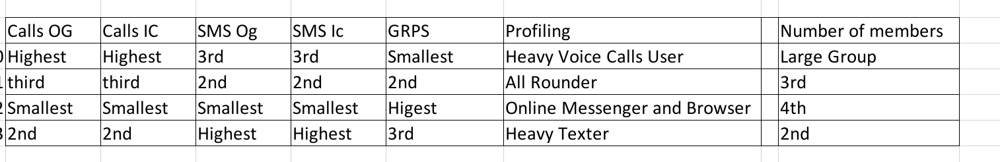 Calls OG Calls IC SMS Og SMS Ic GRPS Profiling Number of members
0 Highest Highest 3rd 3rd Smallest Heavy Voice Calls User Large Group
1 third third 2nd 2nd 2nd All Rounder 3rd
2 Smallest Smallest Smallest Smallest Higest Online Messenger and Browser 4th
3 2nd 2nd Highest Highest 3rd Heavy Texter 2nd